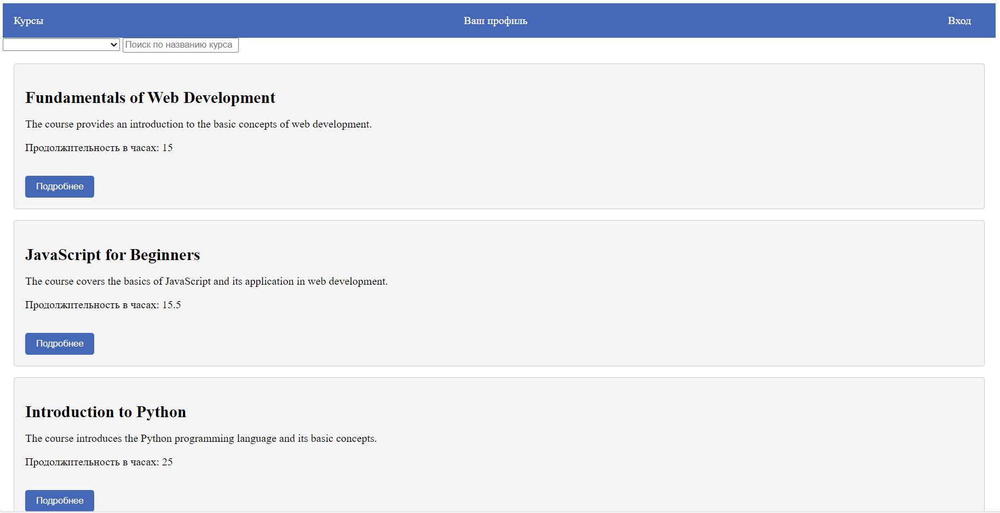 Курсы
Ваш профиль
Вход
Поиск по названию курса
Fundamentals of Web Development
The course provides an introduction to the basic concepts of web development.
Продолжительность в часах: 15
Подробнее
JavaScript for Beginners
The course covers the basics of JavaScript and its application in web development.
Продолжительность в часах: 15.5
Подробнее
Introduction to Python
The course introduces the Python programming language and its basic concepts.
Продолжительность в часах: 25
Подробнее